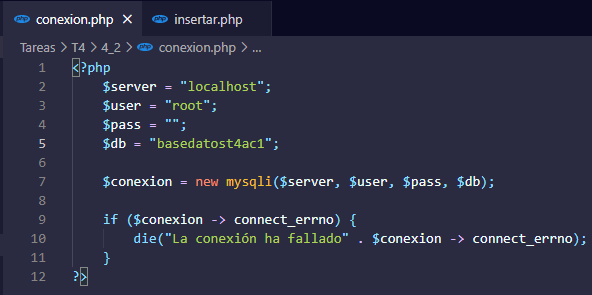 conexion.php × insertar.php
Tareas > T4 > 4_2 > conexion.php > ...
1 <?php
2 $server = "localhost";
3 $user = "root";
4 $pass = "";
5 $db = "basedatost4ac1";
6
7 $conexion = new mysqli($server, $user, $pass, $db);
8
9 if ($conexion -> connect_errno) {
10 die("La conexión ha fallado" . $conexion -> connect_errno);
11 }
12 ?>